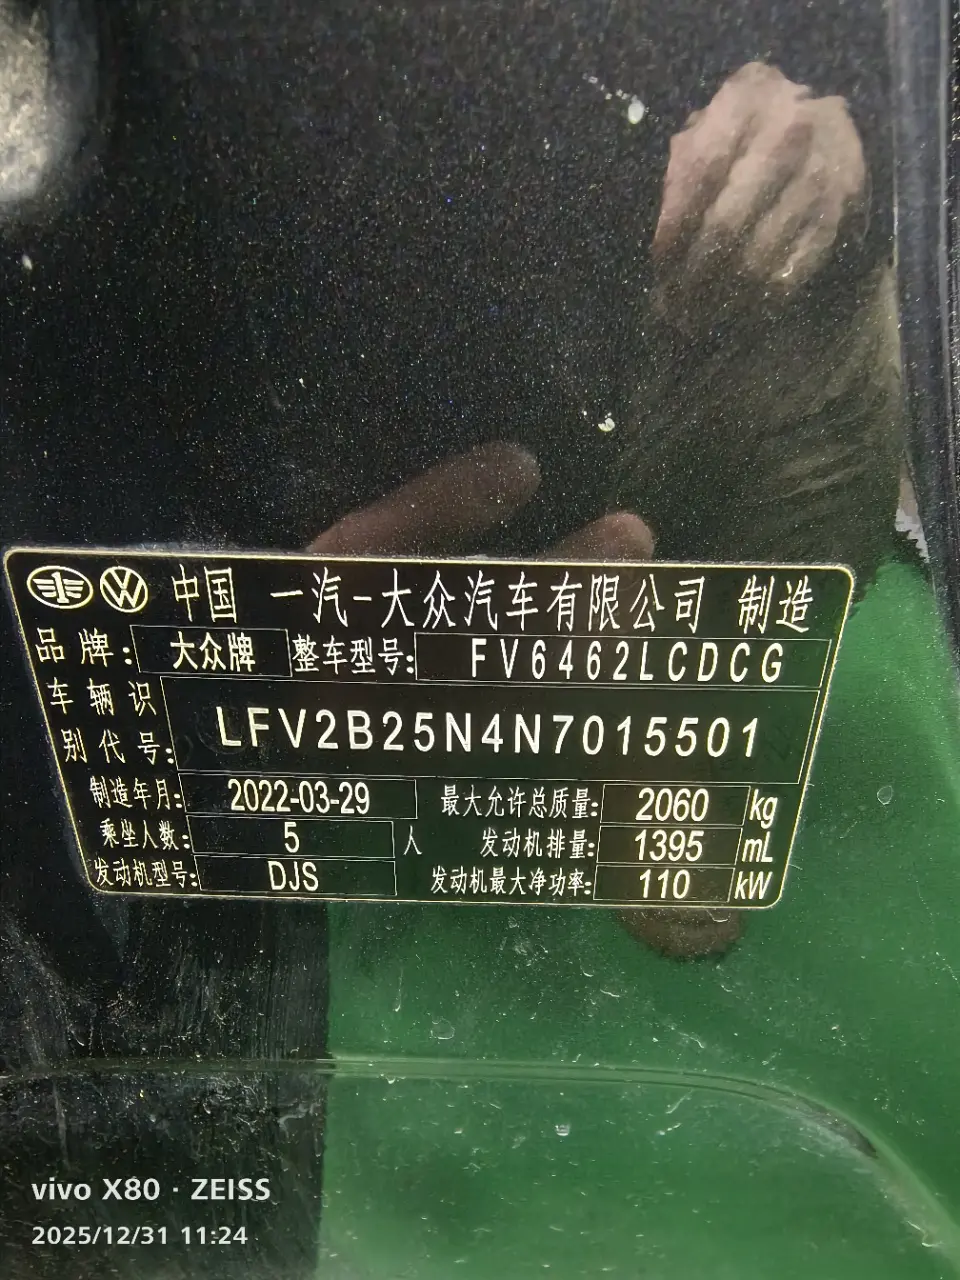 中国 一汽-大众汽车有限公司 制造
品牌: 大众牌 整车型号: FV6462LCDCG
车辆识别代号: LFV2B25N4N7015501
制造年月: 2022-03-29 最大允许总质量: 2060 kg
乘坐人数: 5 人 发动机排量: 1395 mL
发动机型号: DJS 发动机最大净功率: 110 kW
vivo X80 · ZEISS
2025/12/31 11:24